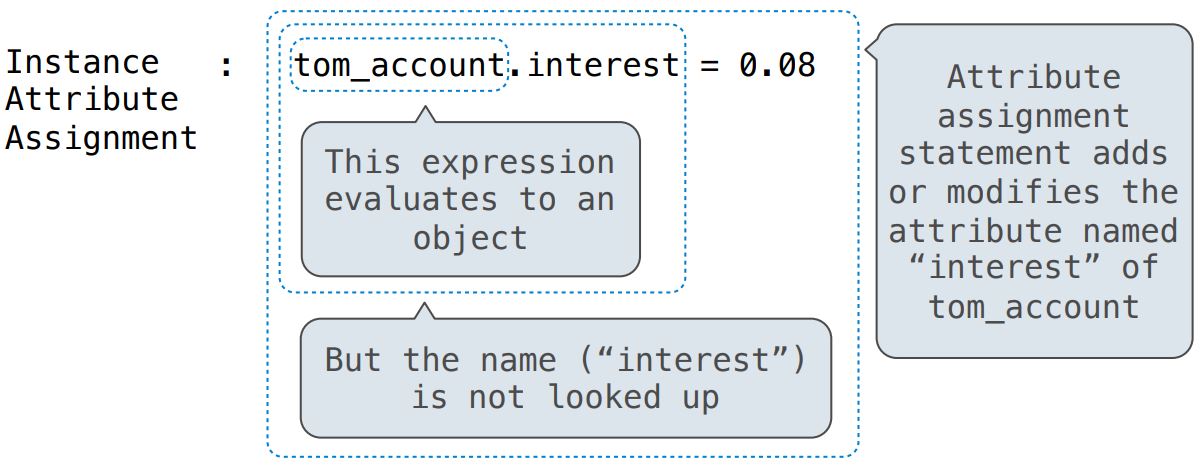 Instance : tom_account.interest = 0.08
Attribute
Assignment
This expression
evaluates to an
object
But the name (“interest”)
is not looked up
Attribute
assignment
statement adds
or modifies the
attribute named
“interest” of
tom_account